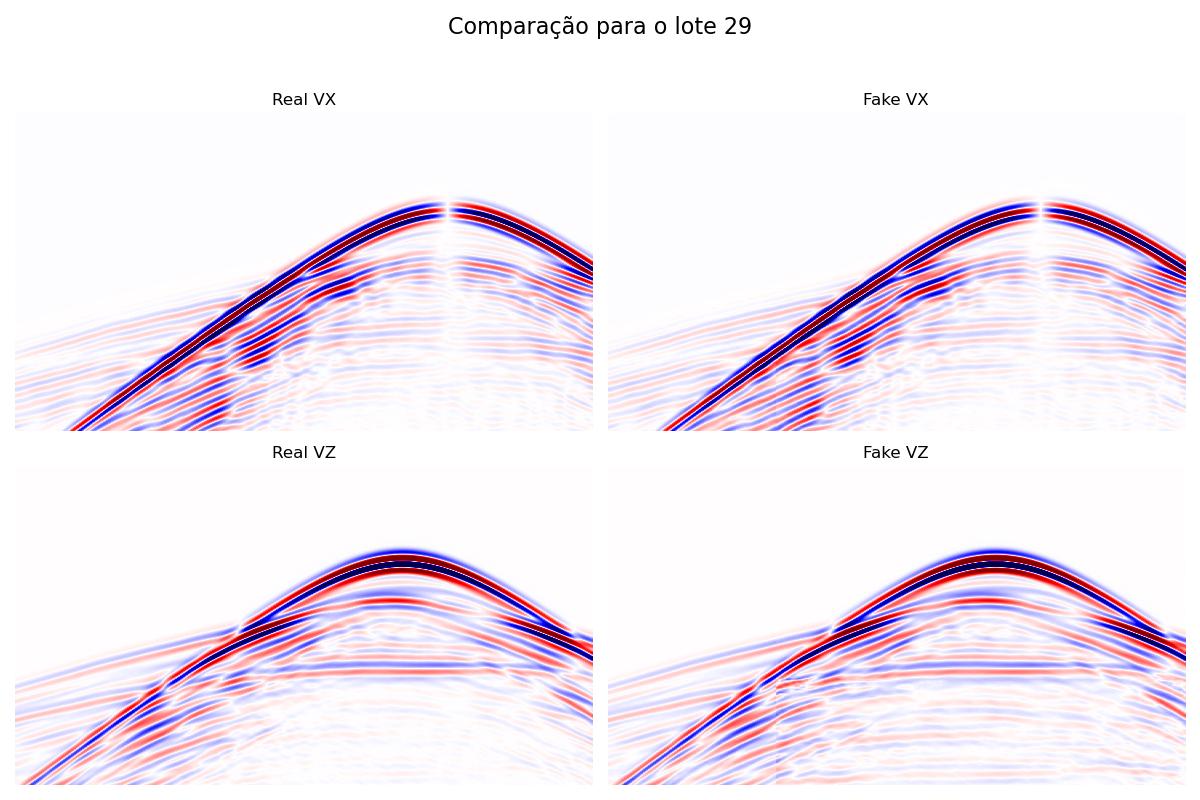 Comparação para o lote 29
Real VX
Fake VX
Real VZ
Fake VZ